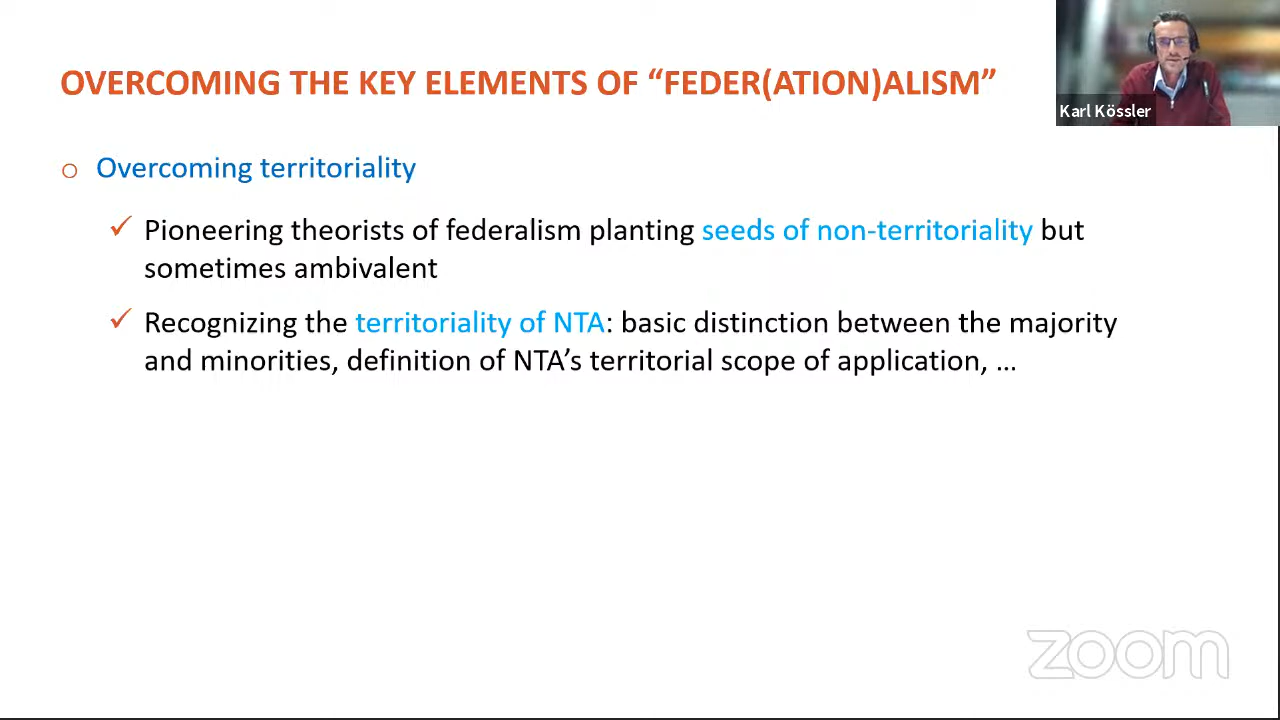 OVERCOMING THE KEY ELEMENTS OF “FEDER(ATION)ALISM”
Karl Kössler
Overcoming territoriality
Pioneering theorists of federalism planting seeds of non-territoriality but
sometimes ambivalent
Recognizing the territoriality of NTA: basic distinction between the majority
and minorities, definition of NTA’s territorial scope of application, …
zoom